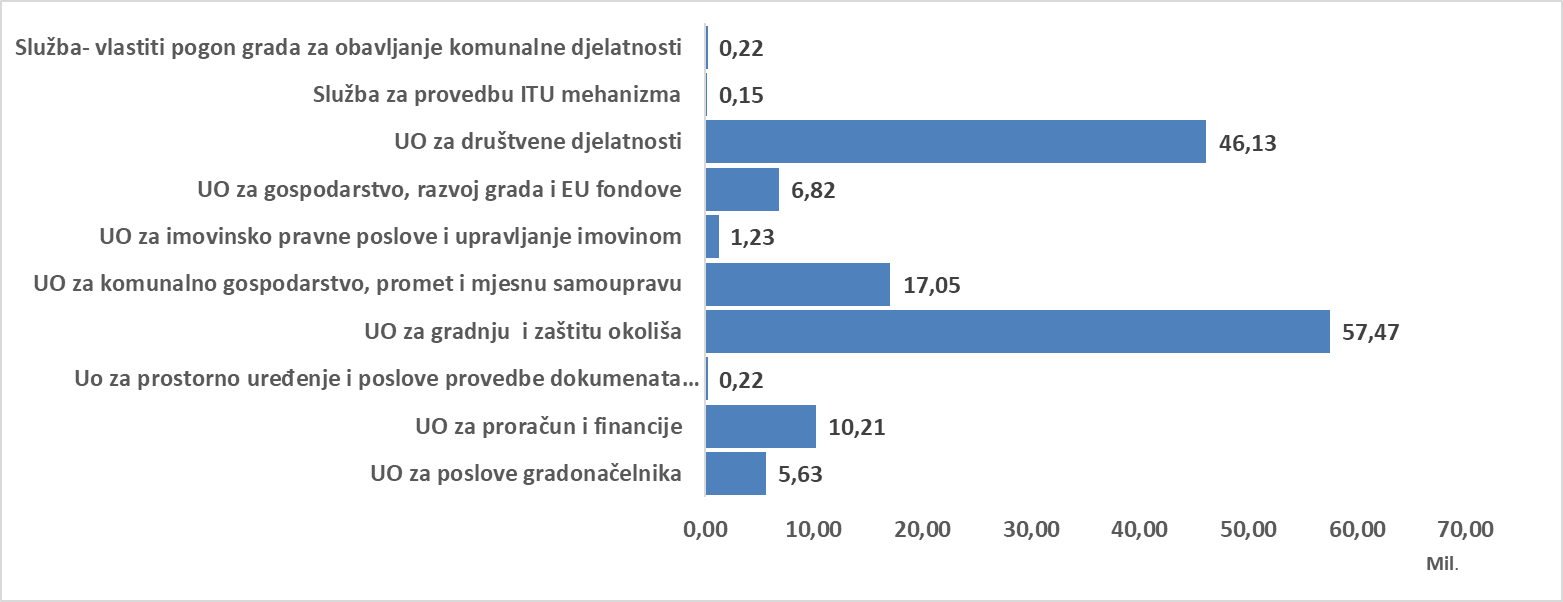 Služba- vlastiti pogon grada za obavljanje komunalne djelatnosti 0,22
Služba za provedbu ITU mehanizma 0,15
UO za društvene djelatnosti 46,13
UO za gospodarstvo, razvoj grada i EU fondove 6,82
UO za imovinsko pravne poslove i upravljanje imovinom 1,23
UO za komunalno gospodarstvo, promet i mjesnu samoupravu 17,05
UO za gradnju  i zaštitu okoliša 57,47
Uo za prostorno uređenje i poslove provedbe dokumenata... 0,22
UO za proračun i financije 10,21
UO za poslove gradonačelnika 5,63
0,00 10,00 20,00 30,00 40,00 50,00 60,00 70,00
Mil.